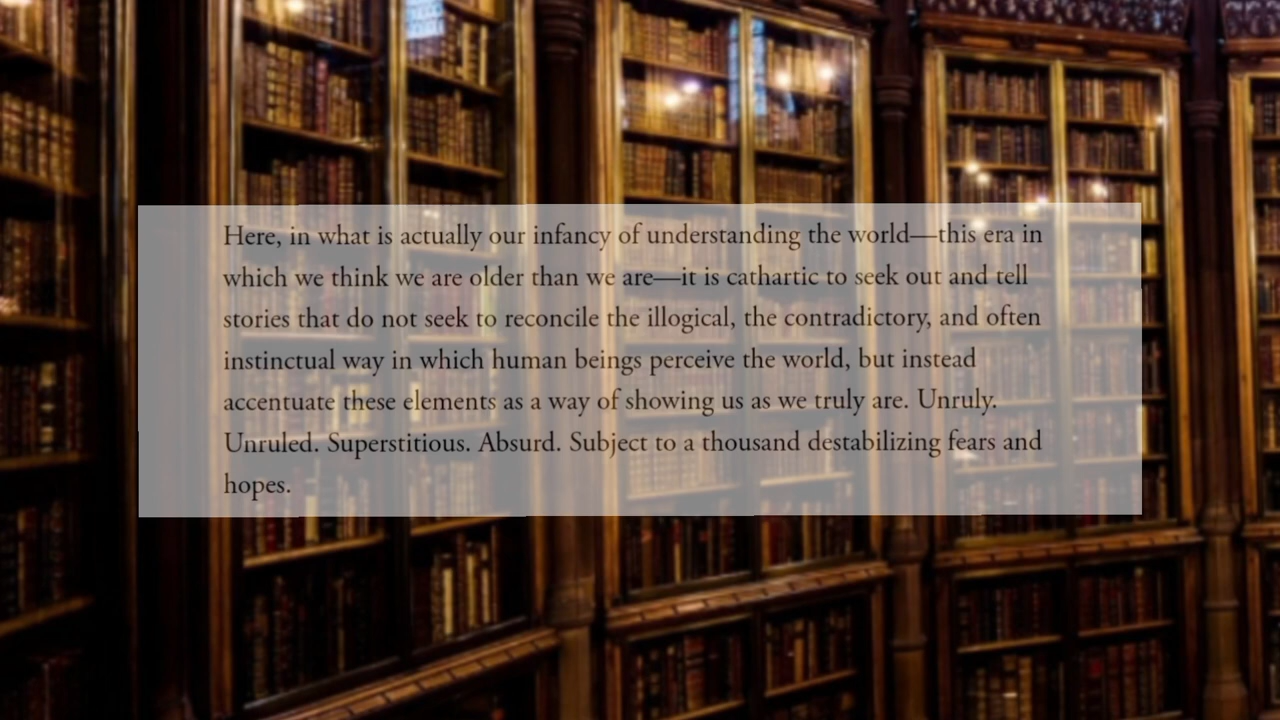 Here, in what is actually our infancy of understanding the world—this era in
which we think we are older than we are—it is cathartic to seek out and tell
stories that do not seek to reconcile the illogical, the contradictory, and often
instinctual way in which human beings perceive the world, but instead
accentuate these elements as a way of showing us as we truly are. Unruly.
Unruled. Superstitious. Absurd. Subject to a thousand destabilizing fears and
hopes.